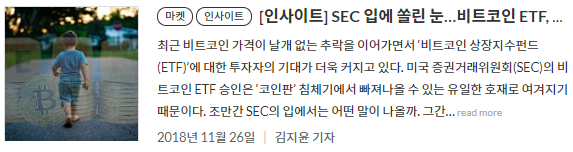 마켓 인사이트 [인사이트] SEC 입에 쏠린 눈...비트코인 ETF, ...
최근 비트코인 가격이 날개 없는 추락을 이어가면서 '비트코인 상장지수펀드
(ETF)'에 대한 투자자의 기대가 더욱 커지고 있다. 미국 증권거래위원회(SEC)의 비
트코인 ETF 승인은 '코인판' 침체기에서 빠져나올 수 있는 유일한 호재로 여겨지기
때문이다. 조만간 SEC의 입에서는 어떤 말이 나올까. 그간... read more
2018년 11월 26일 | 김지윤 기자